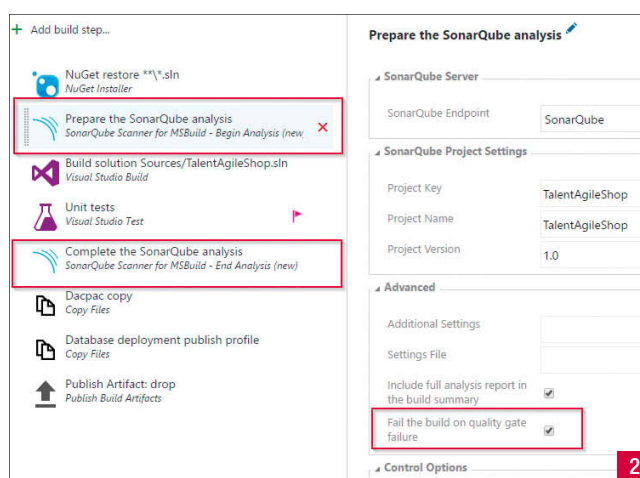 + Add build step...
NuGet restore **\*.sln
NuGet Installer
Prepare the SonarQube analysis
SonarQube Scanner for MSBuild - Begin Analysis (new
Build solution Sources/TalentAgileShop.sln
Visual Studio Build
Unit tests
Visual Studio Test
Complete the SonarQube analysis
SonarQube Scanner for MSBuild - End Analysis (new)
Dacpac copy
Copy Files
Database deployment publish profile
Copy Files
Publish Artifact: drop
Publish Build Artifacts
Prepare the SonarQube analysis
SonarQube Server
SonarQube Endpoint
SonarQube
SonarQube Project Settings
Project Key
TalentAgileShop
Project Name
TalentAgileShop
Project Version
1.0
Advanced
Additional Settings
Settings File
Include full analysis report in
the build summary
Fail the build on quality gate
failure
Control Options
2